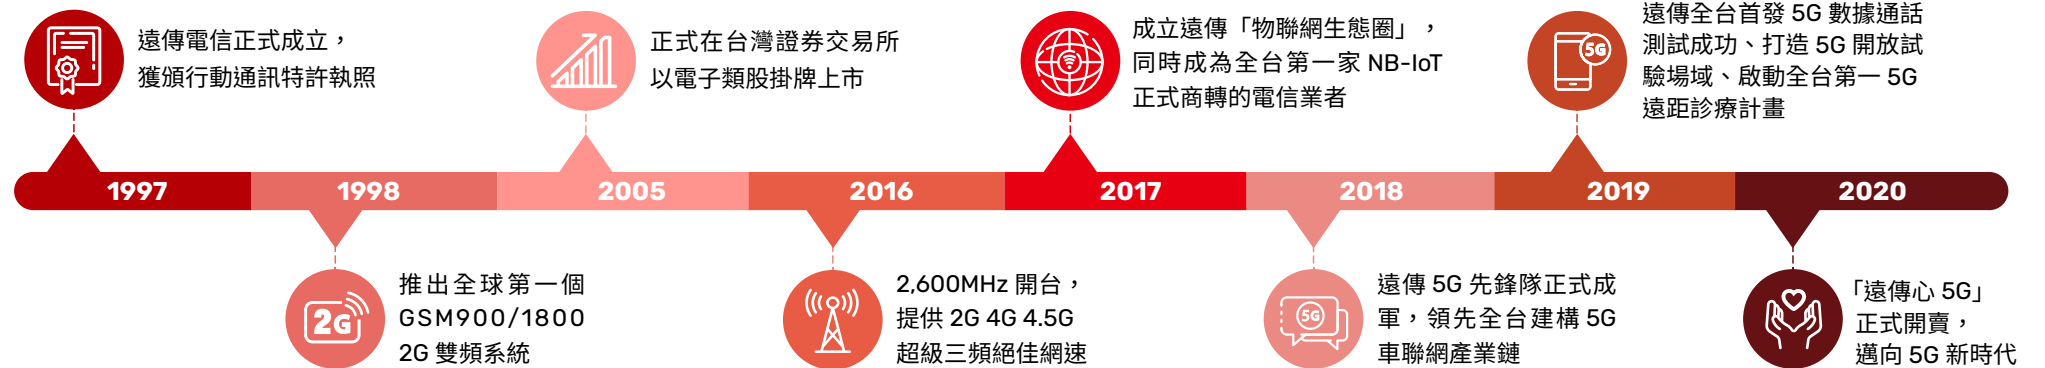 遠傳電信正式成立，
獲頒行動通訊特許執照
正式在台灣證券交易所
以電子類股掛牌上市
成立遠傳「物聯網生態圈」，
同時成為全台第一家 NB-IoT
正式商轉的電信業者
遠傳全台首發 5G 數據通話
測試成功、打造 5G 開放試
驗場域、啟動全台第一 5G
遠距診療計畫
5G
1997
1998
2005
2016
2017
2018
2019
2020
2G
推出全球第一個
GSM900/1800
2G 雙頻系統
2,600MHz 開台，
提供 2G 4G 4.5G
超級三頻絕佳網速
5G
遠傳 5G 先鋒隊正式成
軍，領先全台建構 5G
車聯網產業鏈
「遠傳心 5G」
正式開賣，
邁向 5G 新時代